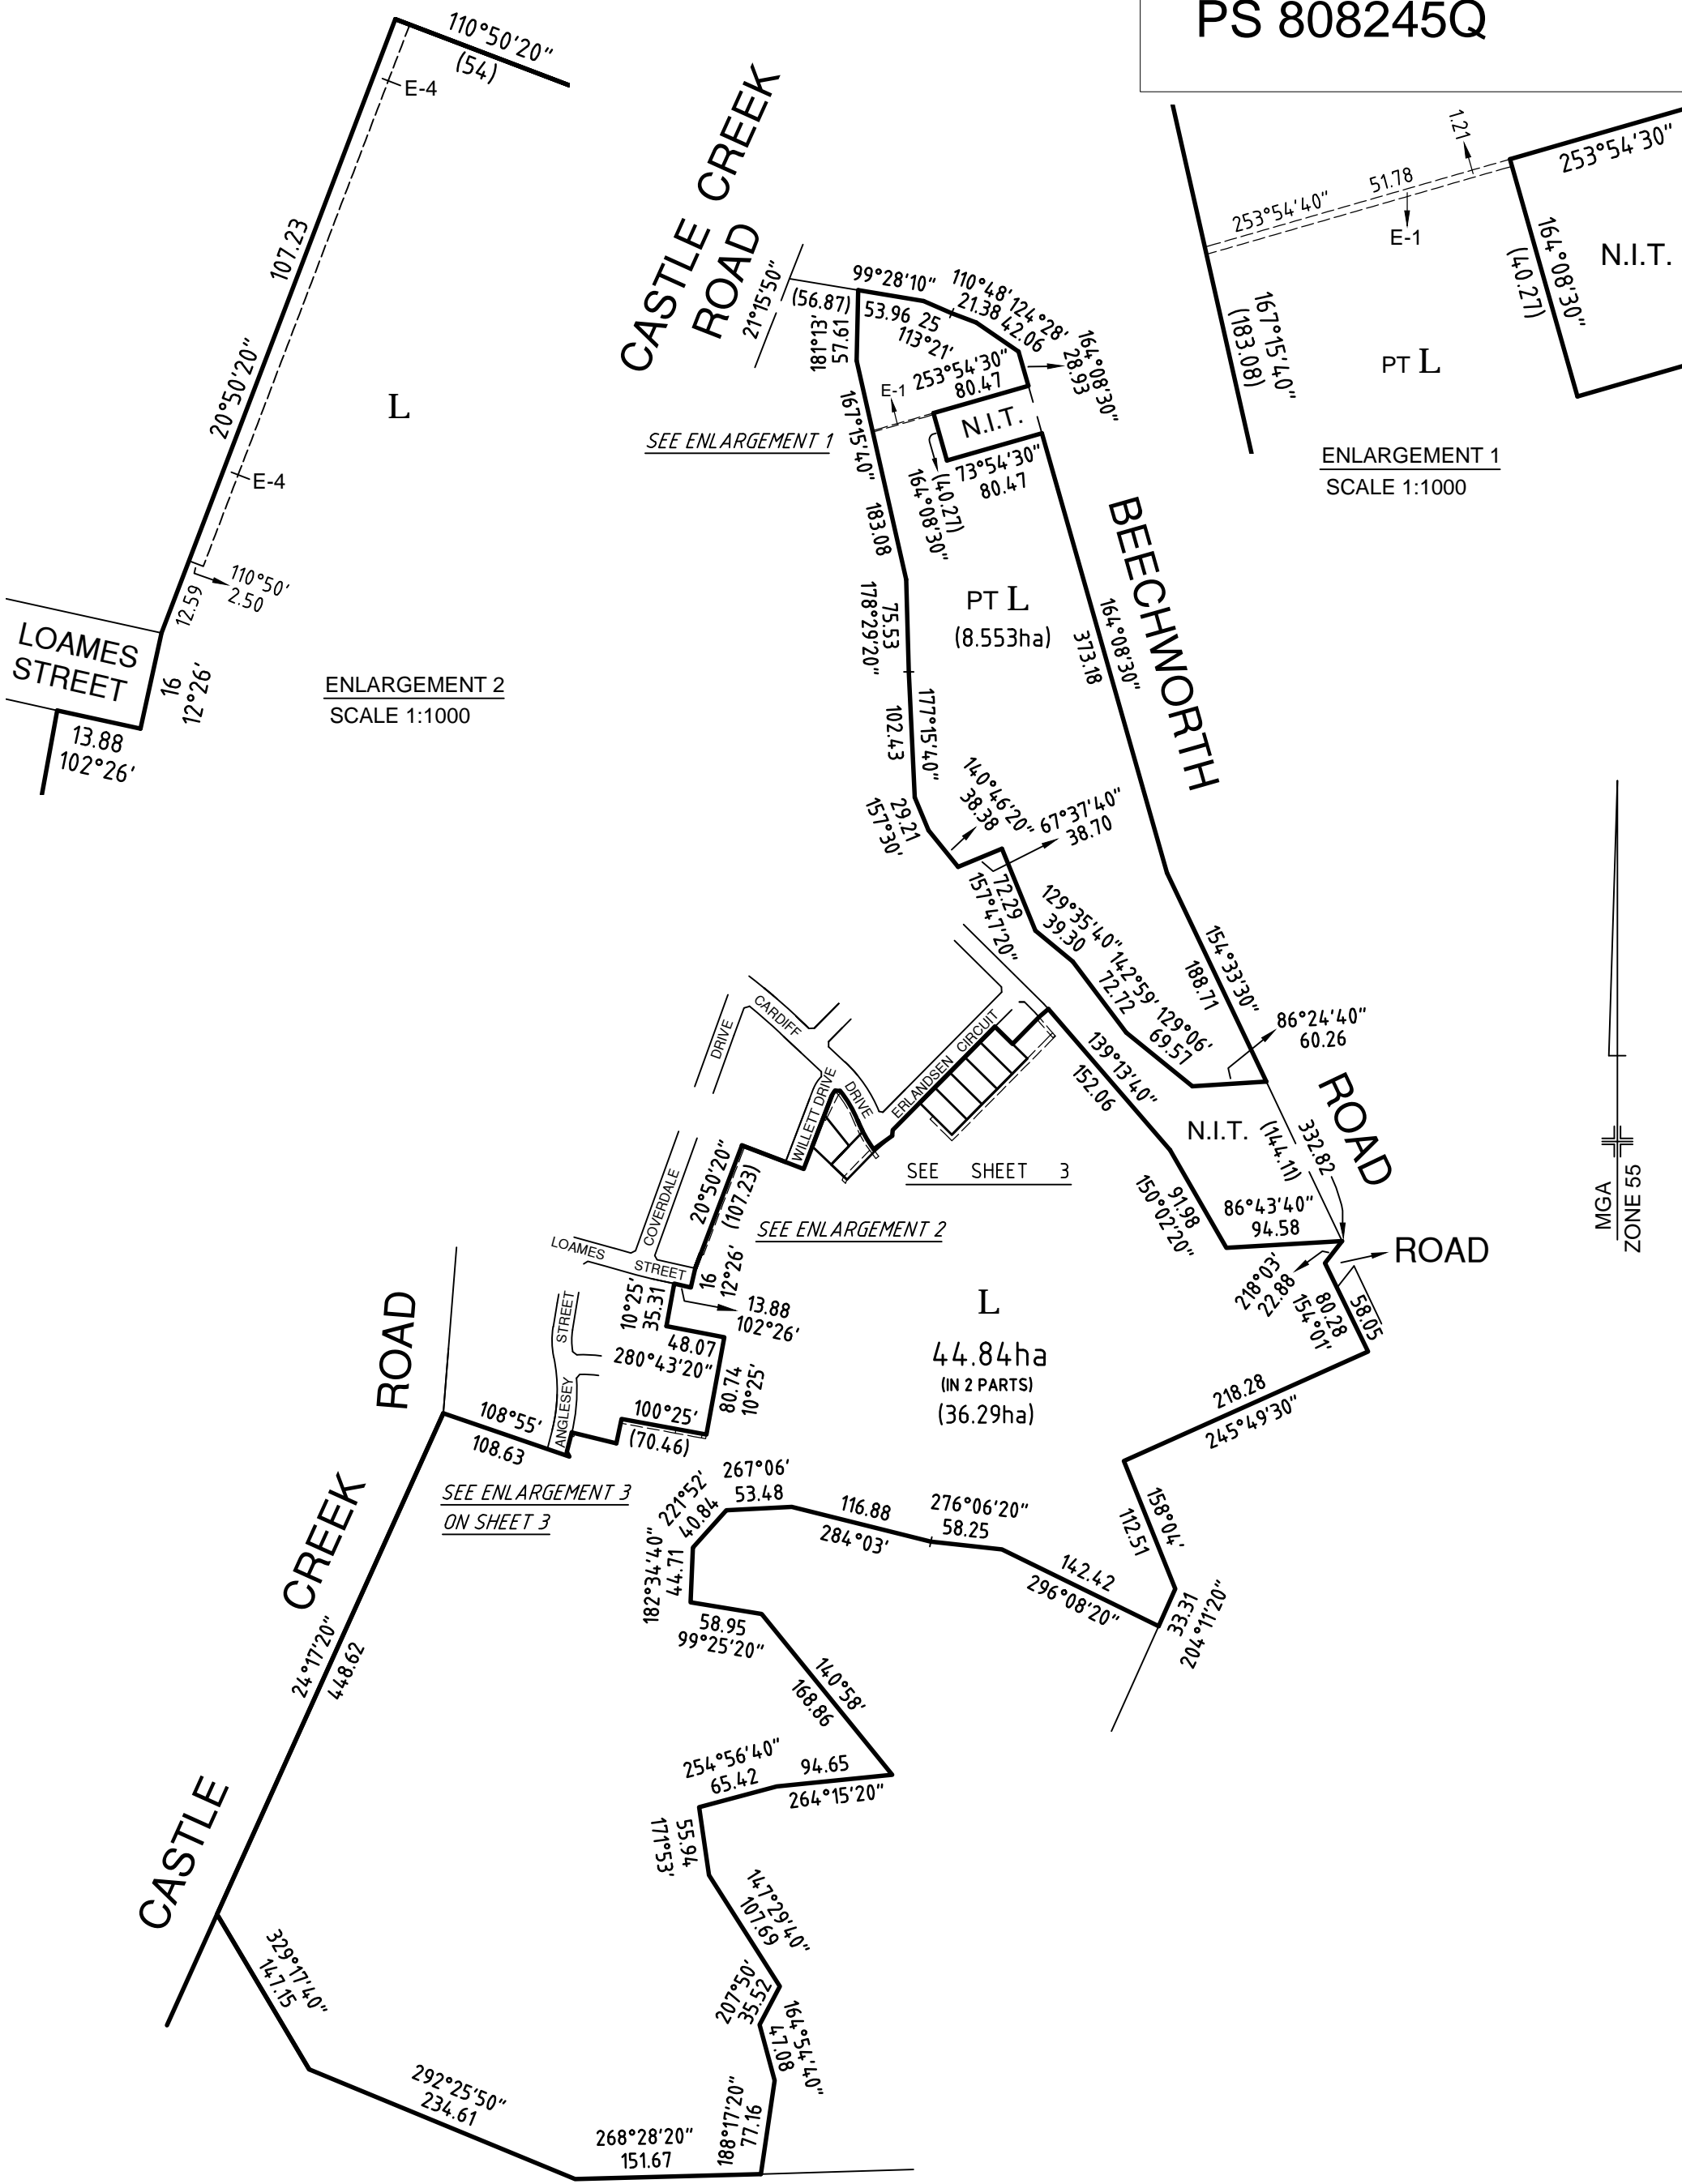 PS 808245Q
110°50'20"
(54)
E-4
107.23
20°50'20"
L
E-4
110°50'
2.50
12.59
LOAMES
STREET
16
12°26'
13.88
102°26'
ENLARGEMENT 2
SCALE 1:1000
1.21
253°54'30"
51.78
253°54'40"
E-1
164°08'30"
(40.27)
N.I.T.
167°15'40"
(183.08)
PT L
ENLARGEMENT 1
SCALE 1:1000
CASTLE CREEK
ROAD
21°15'50"
(56.87)
99°28'10"
53.96
25
113°21'
110°48'
21.38
124°28'
42.06
164°08'30"
28.93
181°13'
57.61
253°54'30"
80.47
E-1
N.I.T.
SEE ENLARGEMENT 1
167°15'40"
183.08
73°54'30"
80.47
(40.27)
164°08'30"
BEECHWORTH
PT L
(8.553ha)
164°08'30"
373.18
75.53
178°29'20"
177°15'40"
102.43
29.21
157°30'
140°46'20"
38.38
67°37'40"
38.70
72.29
157°47'20"
129°35'40"
39.30
142°59'
72.72
129°06'
69.57
154°33'30"
188.71
86°24'40"
60.26
ROAD
MGA
ZONE 55
CARDIFF
DRIVE
DRIVE
WILLETT DRIVE
ERLANDSEN CIRCUIT
139°13'40"
152.06
N.I.T.
332.82
(144.11)
SEE SHEET 3
91.98
150°02'20"
86°43'40"
94.58
ROAD
218°03'
22.88
80.28
154°01'
58.05
20°50'20"
(107.23)
SEE ENLARGEMENT 2
COVERDALE
LOAMES
STREET
16
12°26'
10°25'
35.31
13.88
102°26'
48.07
280°43'20"
80.74
10°25'
STREET
ANGLESEY
100°25'
(70.46)
108°55'
108.63
L
44.84ha
(IN 2 PARTS)
(36.29ha)
218.28
245°49'30"
158°04'
112.51
33.31
204°11'20"
SEE ENLARGEMENT 3
ON SHEET 3
267°06'
53.48
221°52'
40.84
116.88
284°03'
276°06'20"
58.25
142.42
296°08'20"
182°34'40"
44.71
58.95
99°25'20"
140°58'
168.86
ROAD
CREEK
CASTLE
24°17'20"
448.62
254°56'40"
65.42
94.65
264°15'20"
55.94
171°53'
147°29'40"
107.69
207°50'
35.52
164°54'40"
47.08
188°17'20"
77.16
329°17'40"
147.15
292°25'50"
234.61
268°28'20"
151.67